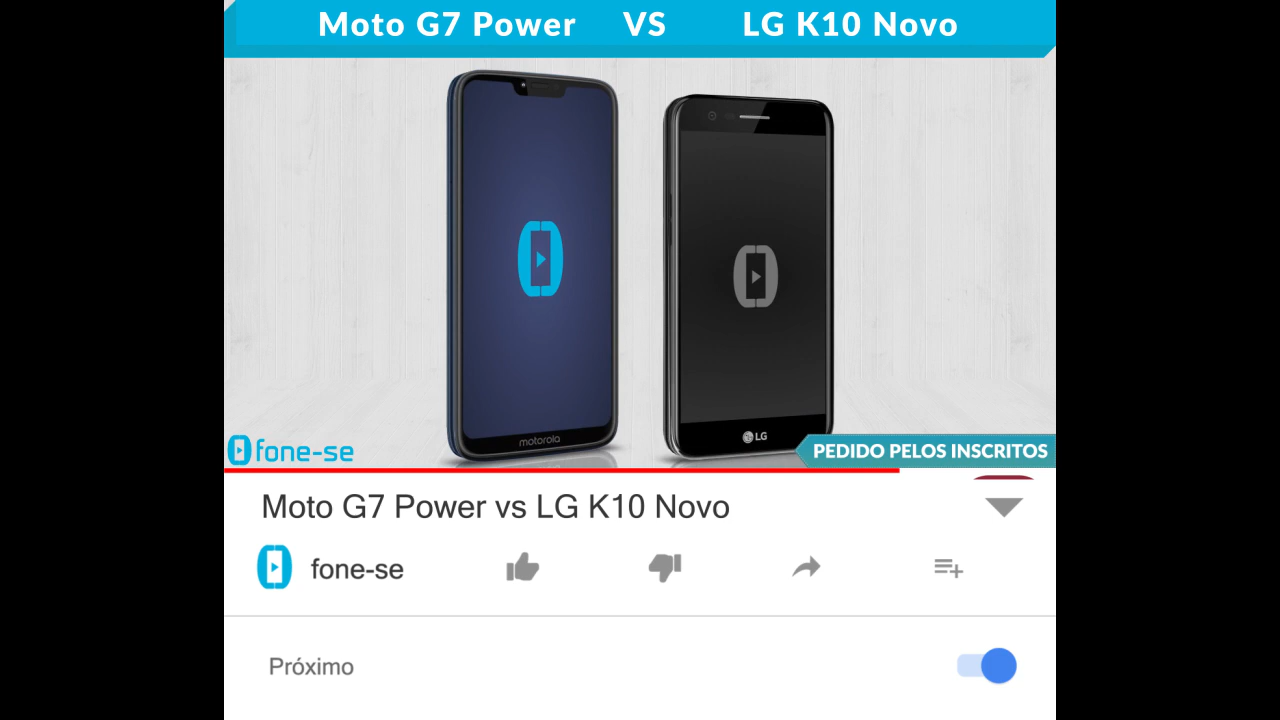 Moto G7 Power VS LG K10 Novo
motorola
LG
fone-se
PEDIDO PELOS INSCRITOS
Moto G7 Power vs LG K10 Novo
fone-se
Próximo